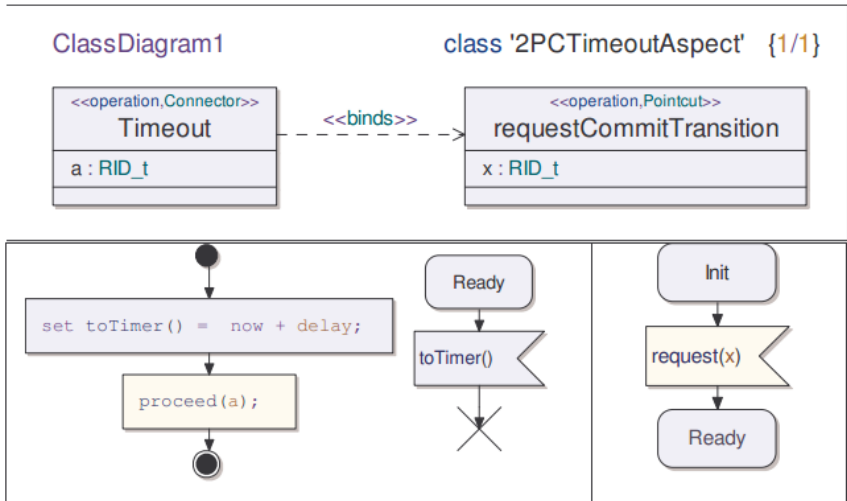 ClassDiagram1
class '2PCTimeoutAspect' {1/1}
<<operation,Connector>>
Timeout
a : RID_t
<<binds>>
<<operation,Pointcut>>
requestCommitTransition
x : RID_t
set toTimer() = now + delay;
proceed(a);
Ready
toTimer()
Init
request(x)
Ready